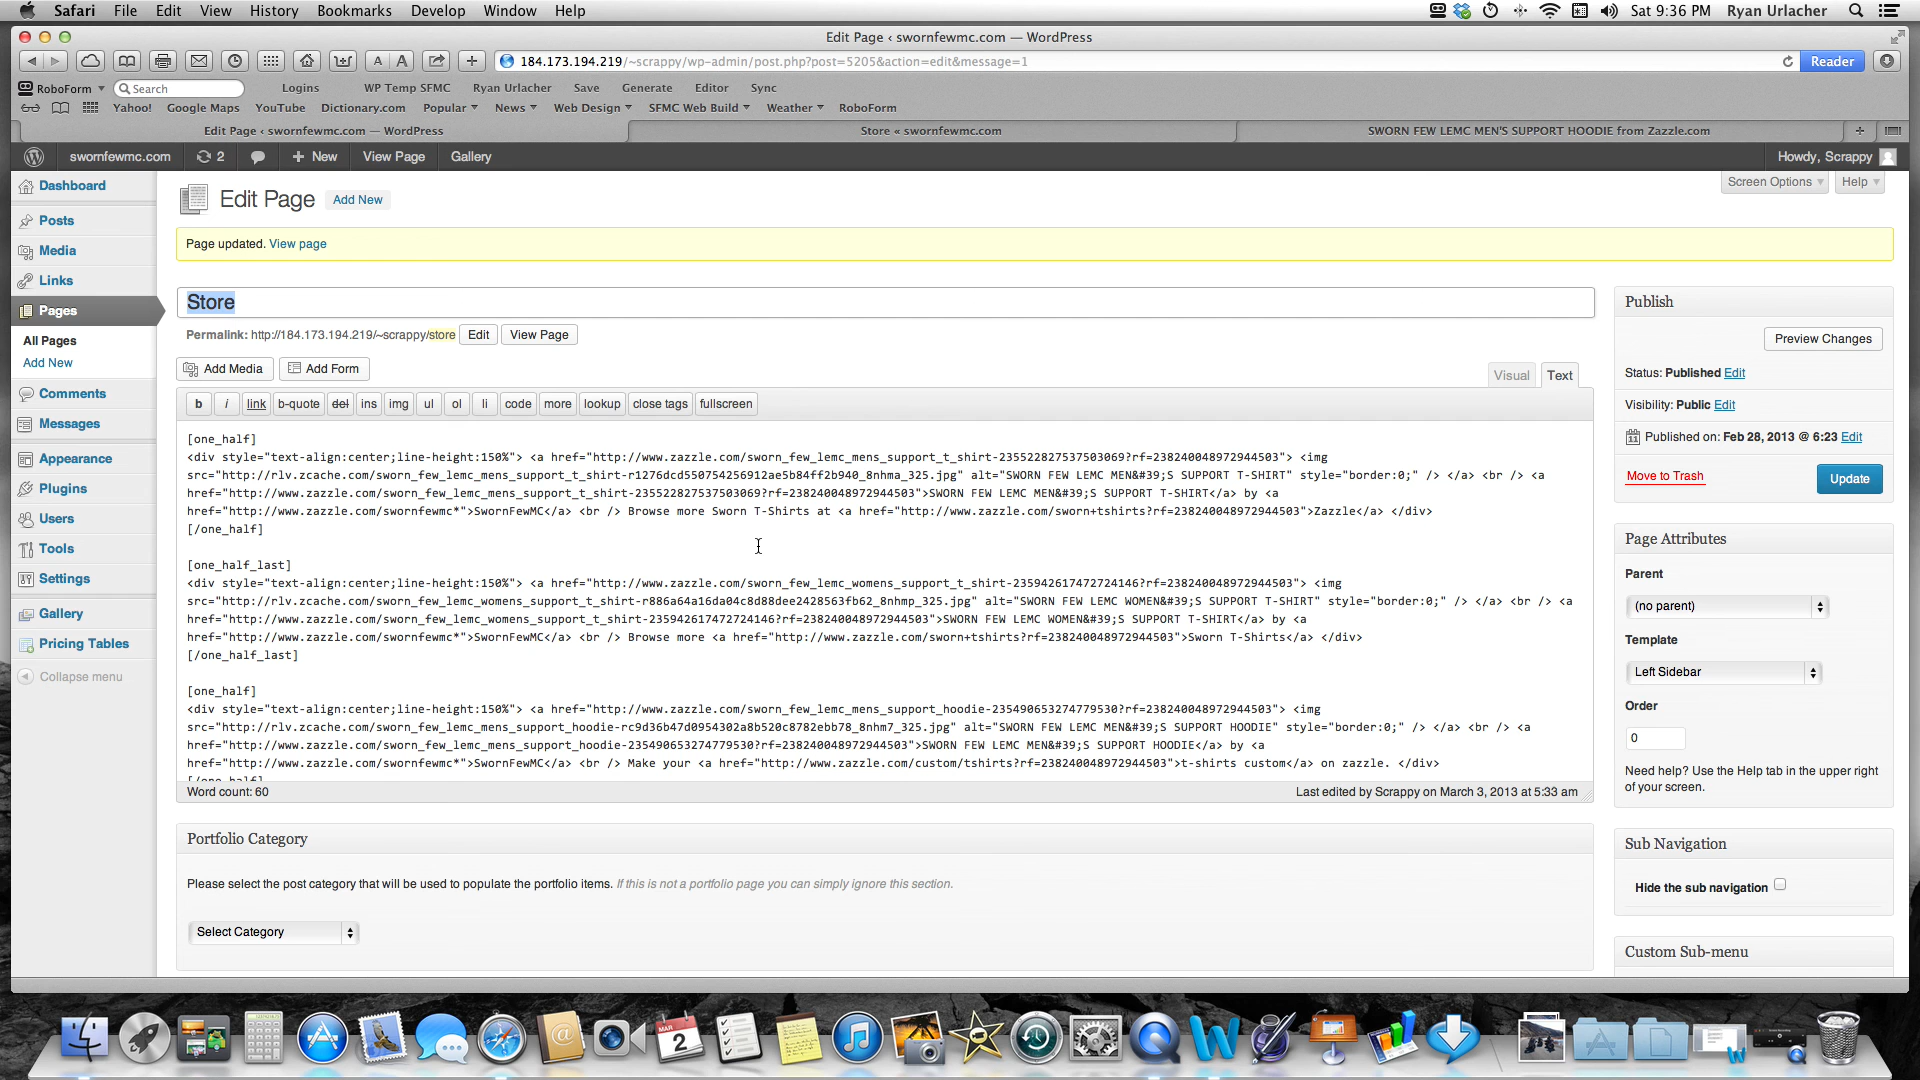 Safari File Edit View History Bookmarks Develop Window Help Sat 9:36 PM Ryan Urlacher
Edit Page ‹ swornfewmc.com — WordPress
A A 184.173.194.219/~scrappy/wp-admin/post.php?post=5205&action=edit&message=1 Reader
RoboForm Search Logins WP Temp SFMC Ryan Urlacher Save Generate Editor Sync
Yahoo! Google Maps YouTube Dictionary.com Popular News Web Design SFMC Web Build Weather RoboForm
Edit Page ‹ swornfewmc.com — WordPress Store « swornfewmc.com SWORN FEW LEMC MEN'S SUPPORT HOODIE from Zazzle.com
swornfewmc.com 2 + New View Page Gallery Howdy, Scrappy
Screen Options Help
Dashboard
Posts
Media
Links
Pages
All Pages
Add New
Comments
Messages
Appearance
Plugins
Users
Tools
Settings
Gallery
Pricing Tables
Collapse menu
Edit Page Add New
Page updated. View page
Store
Permalink: http://184.173.194.219/~scrappy/store Edit View Page
Add Media Add Form Visual Text
b i link b-quote del ins img ul ol li code more lookup close tags fullscreen
[one_half]
<div style="text-align:center;line-height:150%"> <a href="http://www.zazzle.com/sworn_few_lemc_mens_support_t_shirt-235522827537503069?rf=238240048972944503"> <img
src="http://rlv.zcache.com/sworn_few_lemc_mens_support_t_shirt-r1276dcd550754256912ae5b84ff2b940_8nhma_325.jpg" alt="SWORN FEW LEMC MEN&#39;S SUPPORT T-SHIRT" style="border:0;" /> </a> <br /> <a
href="http://www.zazzle.com/sworn_few_lemc_mens_support_t_shirt-235522827537503069?rf=238240048972944503">SWORN FEW LEMC MEN&#39;S SUPPORT T-SHIRT</a> by <a
href="http://www.zazzle.com/swornfewmc*">SwornFewMC</a> <br /> Browse more Sworn T-Shirts at <a href="http://www.zazzle.com/sworn+tshirts?rf=238240048972944503">Zazzle</a> </div>
[/one_half]
[one_half_last]
<div style="text-align:center;line-height:150%"> <a href="http://www.zazzle.com/sworn_few_lemc_womens_support_t_shirt-235942617472724146?rf=238240048972944503"> <img
src="http://rlv.zcache.com/sworn_few_lemc_womens_support_t_shirt-r886a64a16da04c8d88dee2428563fb62_8nhmp_325.jpg" alt="SWORN FEW LEMC WOMEN&#39;S SUPPORT T-SHIRT" style="border:0;" /> </a> <br /> <a
href="http://www.zazzle.com/sworn_few_lemc_womens_support_t_shirt-235942617472724146?rf=238240048972944503">SWORN FEW LEMC WOMEN&#39;S SUPPORT T-SHIRT</a> by <a
href="http://www.zazzle.com/swornfewmc*">SwornFewMC</a> <br /> Browse more <a href="http://www.zazzle.com/sworn+tshirts?rf=238240048972944503">Sworn T-Shirts</a> </div>
[/one_half_last]
[one_half]
<div style="text-align:center;line-height:150%"> <a href="http://www.zazzle.com/sworn_few_lemc_mens_support_hoodie-235490653274779530?rf=238240048972944503"> <img
src="http://rlv.zcache.com/sworn_few_lemc_mens_support_hoodie-rc9d36b47d0954302a8b520c8782ebb78_8nhm7_325.jpg" alt="SWORN FEW LEMC MEN&#39;S SUPPORT HOODIE" style="border:0;" /> </a> <br /> <a
href="http://www.zazzle.com/sworn_few_lemc_mens_support_hoodie-235490653274779530?rf=238240048972944503">SWORN FEW LEMC MEN&#39;S SUPPORT HOODIE</a> by <a
href="http://www.zazzle.com/swornfewmc*">SwornFewMC</a> <br /> Make your <a href="http://www.zazzle.com/custom/tshirts?rf=238240048972944503">t-shirts custom</a> on zazzle. </div>
[/one_half]
Word count: 60 Last edited by Scrappy on March 3, 2013 at 5:33 am
Portfolio Category
Please select the post category that will be used to populate the portfolio items. If this is not a portfolio page you can simply ignore this section.
Select Category
Publish
Preview Changes
Status: Published Edit
Visibility: Public Edit
Published on: Feb 28, 2013 @ 6:23 Edit
Move to Trash Update
Page Attributes
Parent
(no parent)
Template
Left Sidebar
Order
0
Need help? Use the Help tab in the upper right
of your screen.
Sub Navigation
Hide the sub navigation
Custom Sub-menu
MAR
2